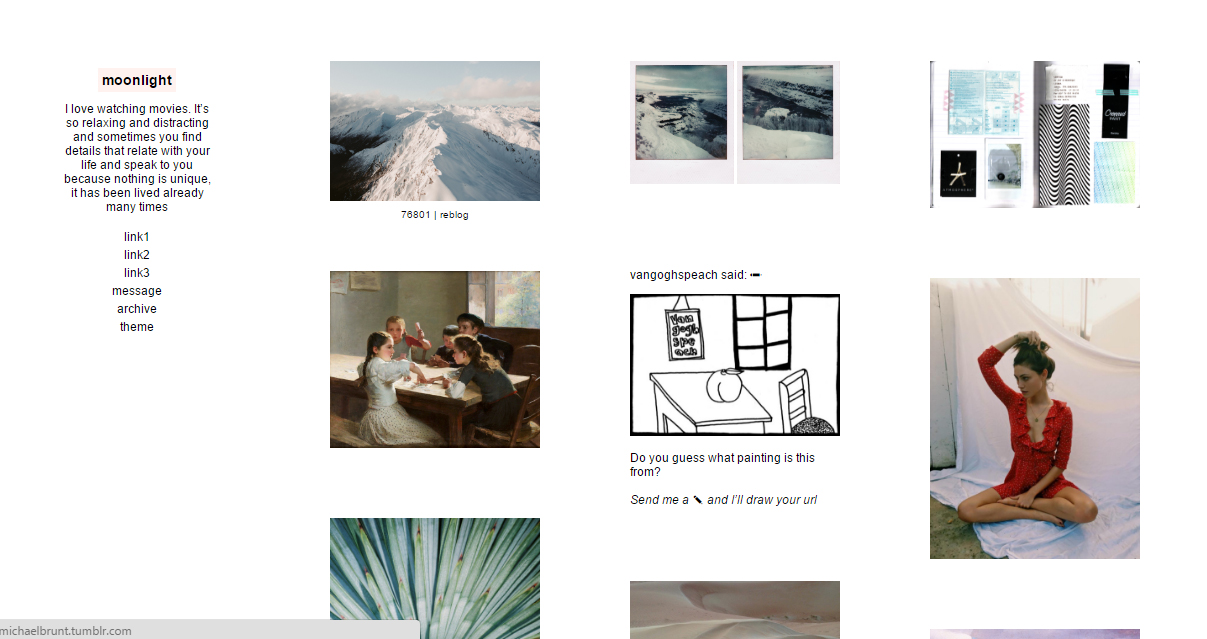 moonlight
I love watching movies. It's
so relaxing and distracting
and sometimes you find
details that relate with your
life and speak to you
because nothing is unique,
it has been lived already
many times
link1
link2
link3
message
archive
theme
76801 | reblog
vangoghspeach said: ✏
van
gogh
spe
ach
Do you guess what painting is this
from?
Send me a ✏ and I'll draw your url
michaelbrunt.tumblr.com